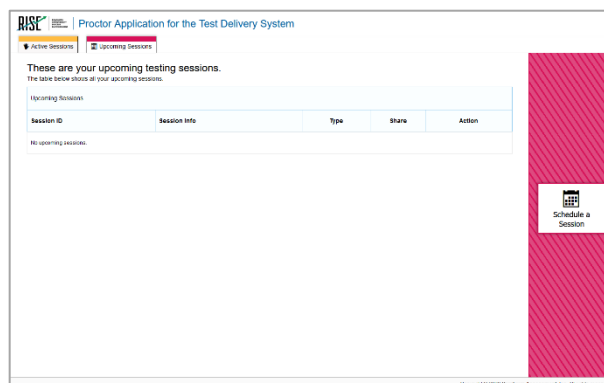 RISE
Proctor Application for the Test Delivery System
Active Sessions
Upcoming Sessions
These are your upcoming testing sessions.
The table below shows all your upcoming sessions.
Upcoming Sessions
Session ID Session Info Type Share Action
No upcoming sessions.
Schedule a
Session